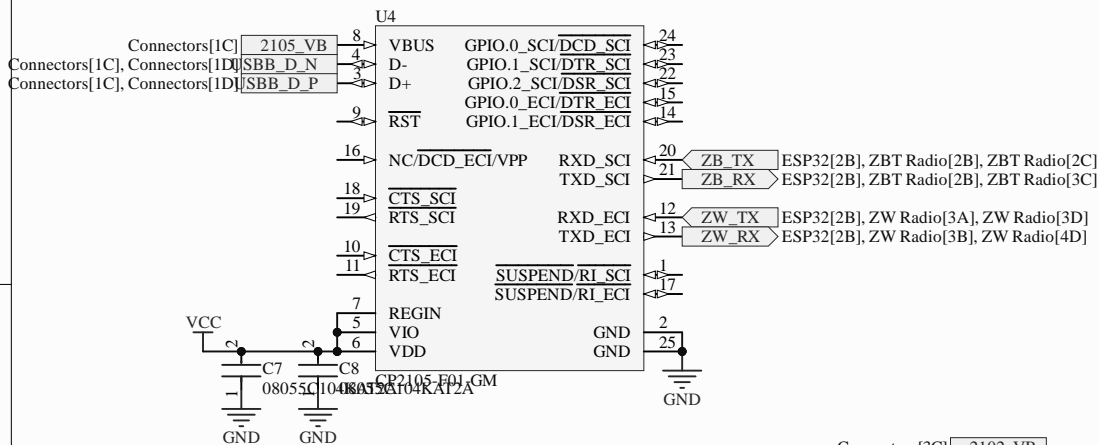 U4
Connectors[1C] 2105_VB 8 VBUS GPIO.0_SCI/DCD_SCI 24
Connectors[1C], Connectors[1D] USBB_D_N 4 D- GPIO.1_SCI/DTR_SCI 23
Connectors[1C], Connectors[1D] USBB_D_P 3 D+ GPIO.2_SCI/DSR_SCI 22
GPIO.0_ECI/DTR_ECI 15
9 RST GPIO.1_ECI/DSR_ECI 14
16 NC/DCD_ECI/VPP RXD_SCI 20 ZB_TX ESP32[2B], ZBT Radio[2B], ZBT Radio[2C]
TXD_SCI 21 ZB_RX ESP32[2B], ZBT Radio[2B], ZBT Radio[3C]
18 CTS_SCI
19 RTS_SCI RXD_ECI 12 ZW_TX ESP32[2B], ZW Radio[3A], ZW Radio[3D]
TXD_ECI 13 ZW_RX ESP32[2B], ZW Radio[3B], ZW Radio[4D]
10 CTS_ECI
11 RTS_ECI SUSPEND/RI_SCI 1
SUSPEND/RI_ECI 17
7 REGIN
VCC 5 VIO GND 2
2 2 6 VDD GND 25
C7 C8
CP2105-F01-GM
08055C104KAT2A 08055C104KAT2A
1 1
GND
GND GND
2102_VB